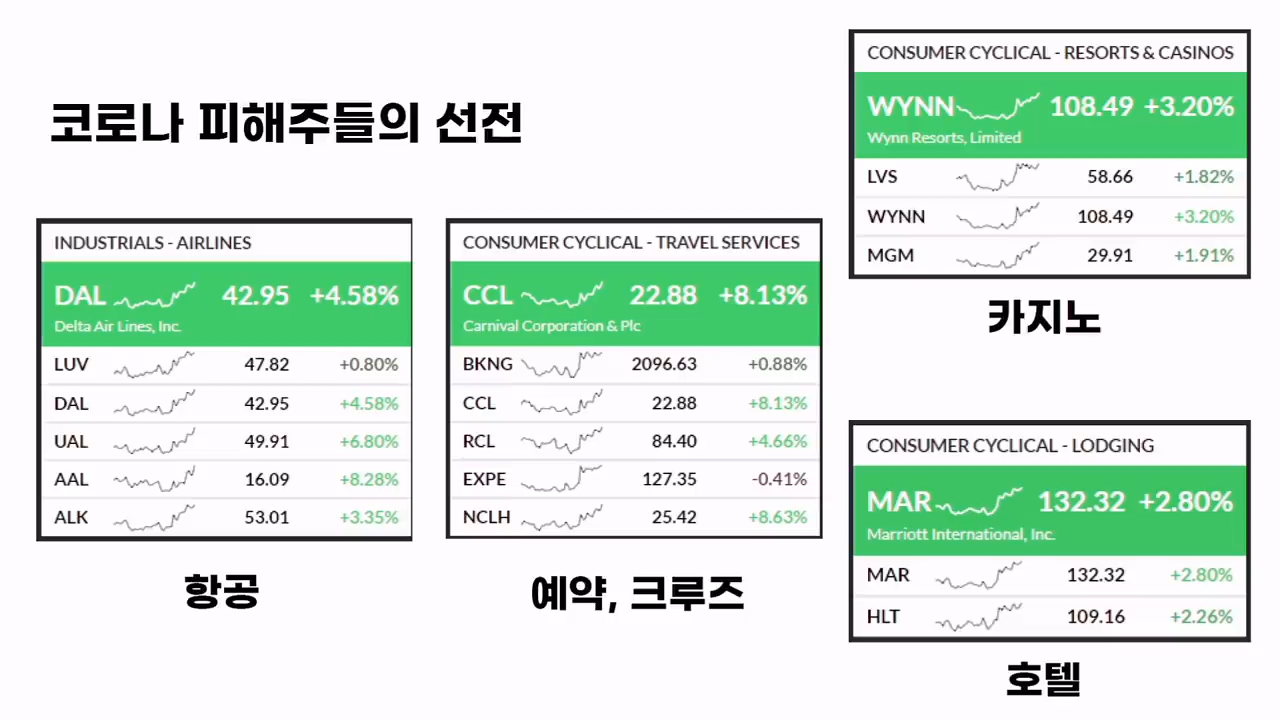 코로나 피해주들의 선전
INDUSTRIALS - AIRLINES
DAL 42.95 +4.58%
Delta Air Lines, Inc.
LUV 47.82 +0.80%
DAL 42.95 +4.58%
UAL 49.91 +6.80%
AAL 16.09 +8.28%
ALK 53.01 +3.35%
항공
CONSUMER CYCLICAL - TRAVEL SERVICES
CCL 22.88 +8.13%
Carnival Corporation & Plc
BKNG 2096.63 +0.88%
CCL 22.88 +8.13%
RCL 84.40 +4.66%
EXPE 127.35 -0.41%
NCLH 25.42 +8.63%
예약, 크루즈
CONSUMER CYCLICAL - RESORTS & CASINOS
WYNN 108.49 +3.20%
Wynn Resorts, Limited
LVS 58.66 +1.82%
WYNN 108.49 +3.20%
MGM 29.91 +1.91%
카지노
CONSUMER CYCLICAL - LODGING
MAR 132.32 +2.80%
Marriott International, Inc.
MAR 132.32 +2.80%
HLT 109.16 +2.26%
호텔